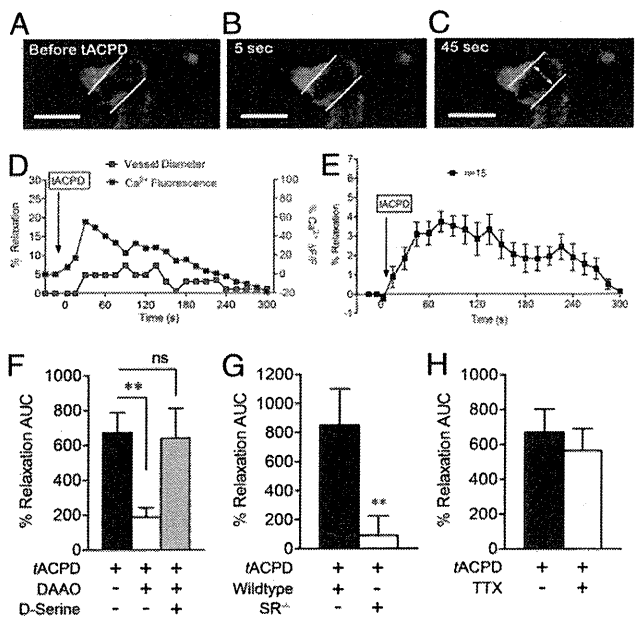 A
Before tACPD
B
5 sec
C
45 sec
D
Vessel Diameter
Ca²⁺ Fluorescence
tACPD
% Relaxation
30
25
20
15
10
5
0
% Ca²⁺ ΔF/F
100
80
60
40
20
0
-20
0 60 120 180 240 300
Time (s)
E
n=15
tACPD
% Relaxation
7
6
5
4
3
2
1
0
-1
0 60 120 180 240 300
Time (s)
F
ns
**
% Relaxation AUC
1000
800
600
400
200
0
tACPD + + +
DAAO - + +
D-Serine - - +
G
**
% Relaxation AUC
1200
1000
800
600
400
200
0
tACPD + +
Wildtype + -
SR⁻/⁻ - +
H
% Relaxation AUC
1000
800
600
400
200
0
tACPD + +
TTX - +